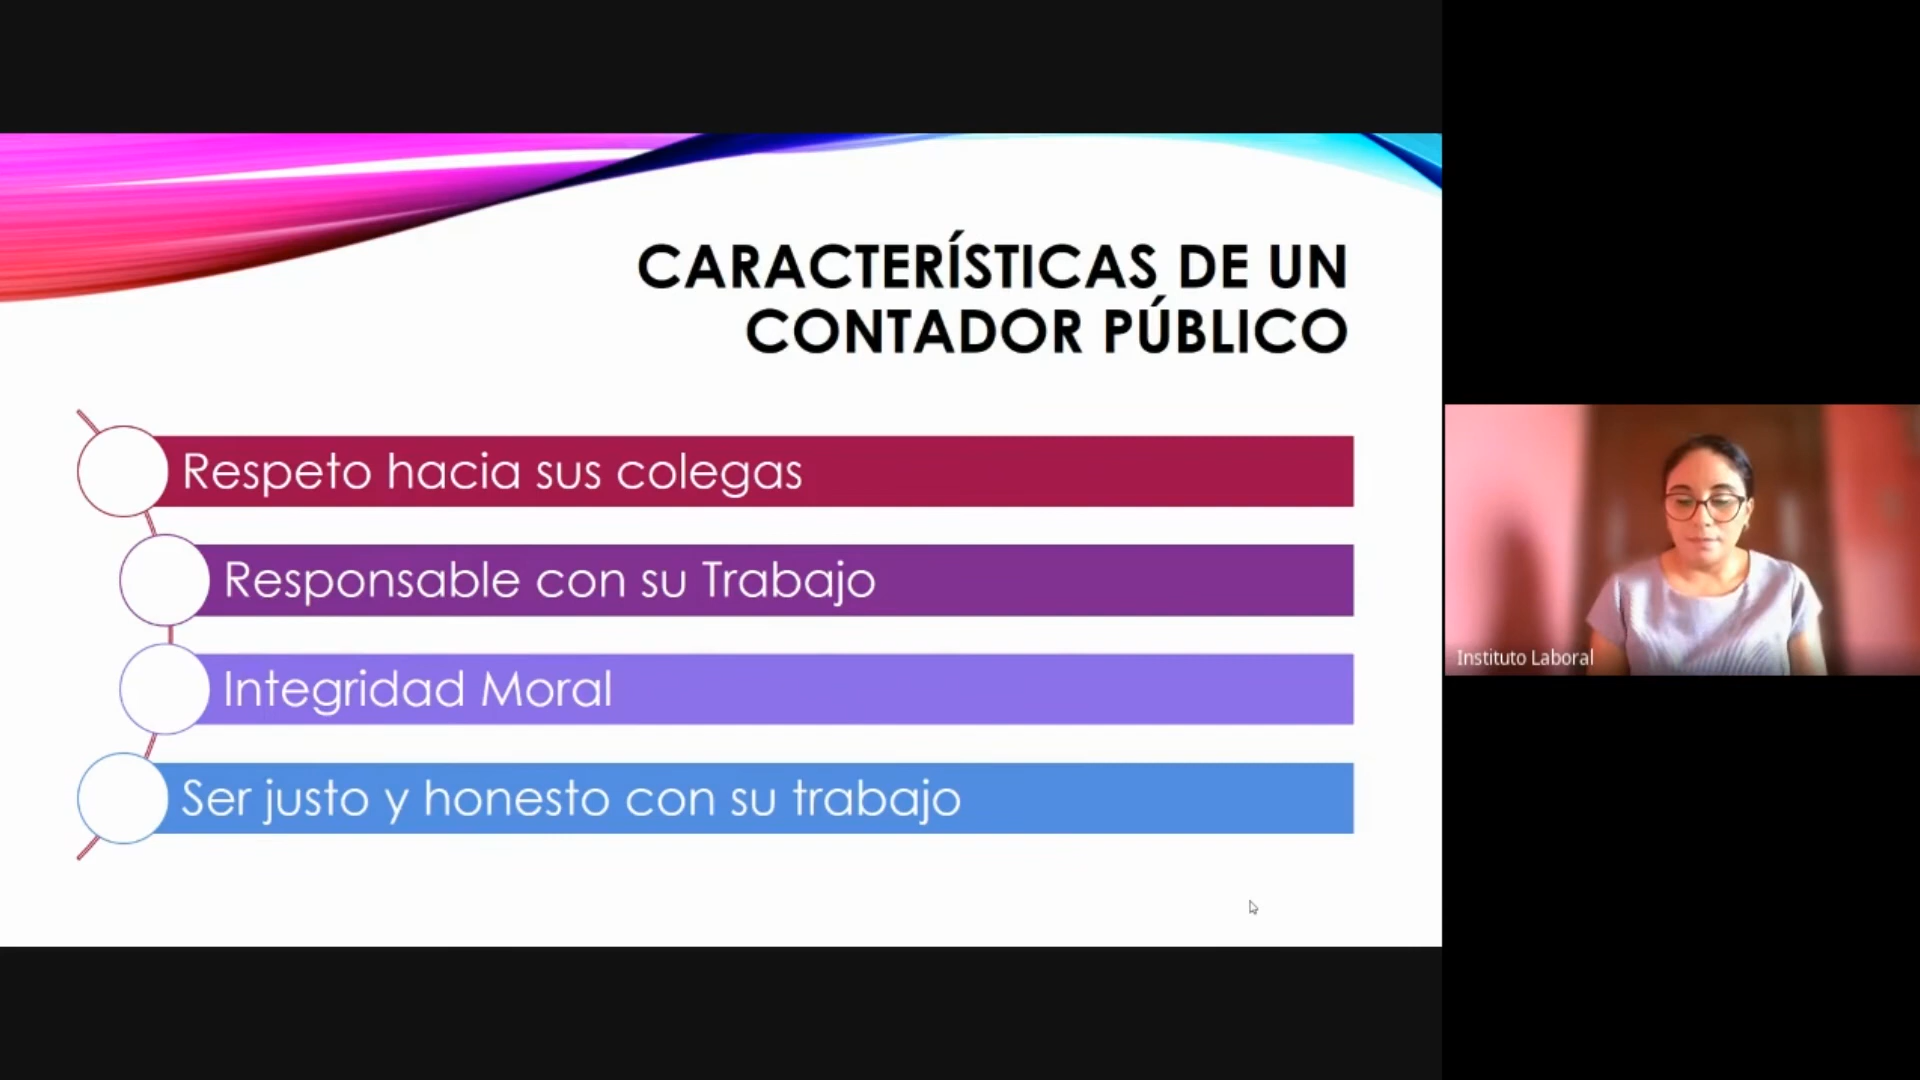 CARACTERÍSTICAS DE UN
CONTADOR PÚBLICO
Respeto hacia sus colegas
Responsable con su Trabajo
Integridad Moral
Ser justo y honesto con su trabajo
Instituto Laboral